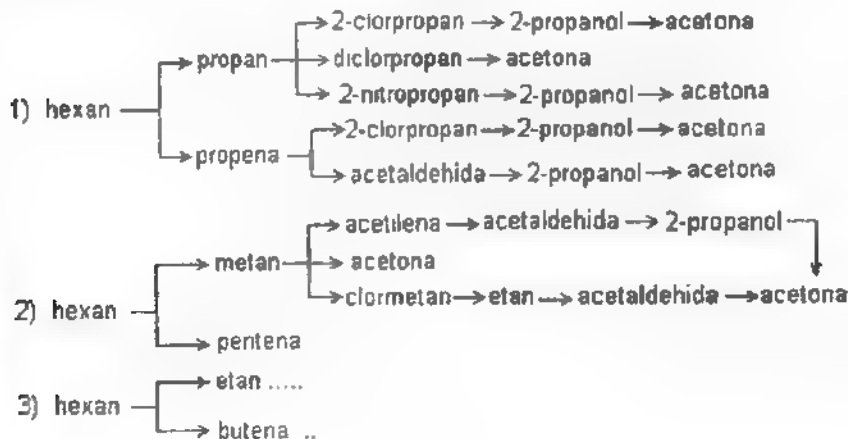 2-clorpropan → 2-propanol → acetona
propan → diclorpropan → acetona
2-nitropropan → 2-propanol → acetona
1) hexan
propena → 2-clorpropan → 2-propanol → acetona
acetaldehida → 2-propanol → acetona
acetilena → acetaldehida → 2-propanol
metan → acetona
clormetan → etan → acetaldehida → acetona
2) hexan
pentena
etan .....
3) hexan
butena ..